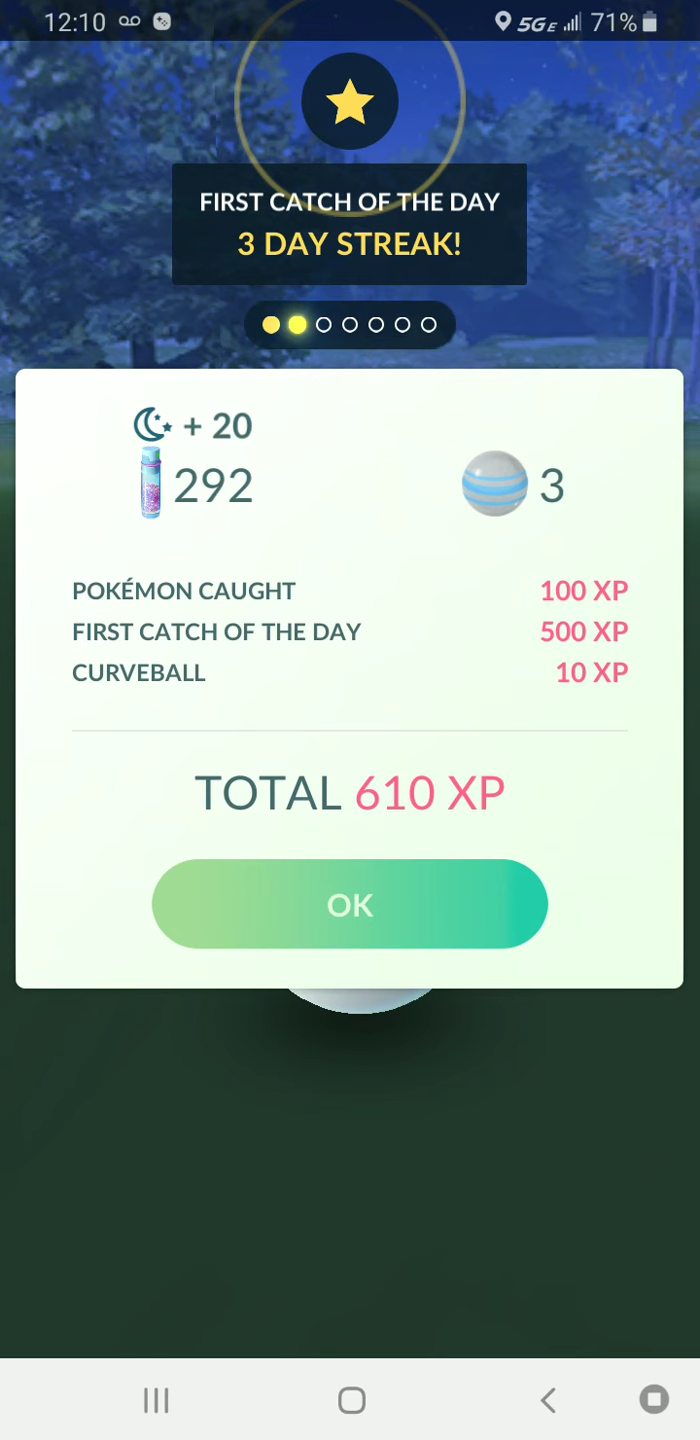 12:10 5GE 71%
FIRST CATCH OF THE DAY
3 DAY STREAK!
+ 20
292 3
POKÉMON CAUGHT 100 XP
FIRST CATCH OF THE DAY 500 XP
CURVEBALL 10 XP
TOTAL 610 XP
OK